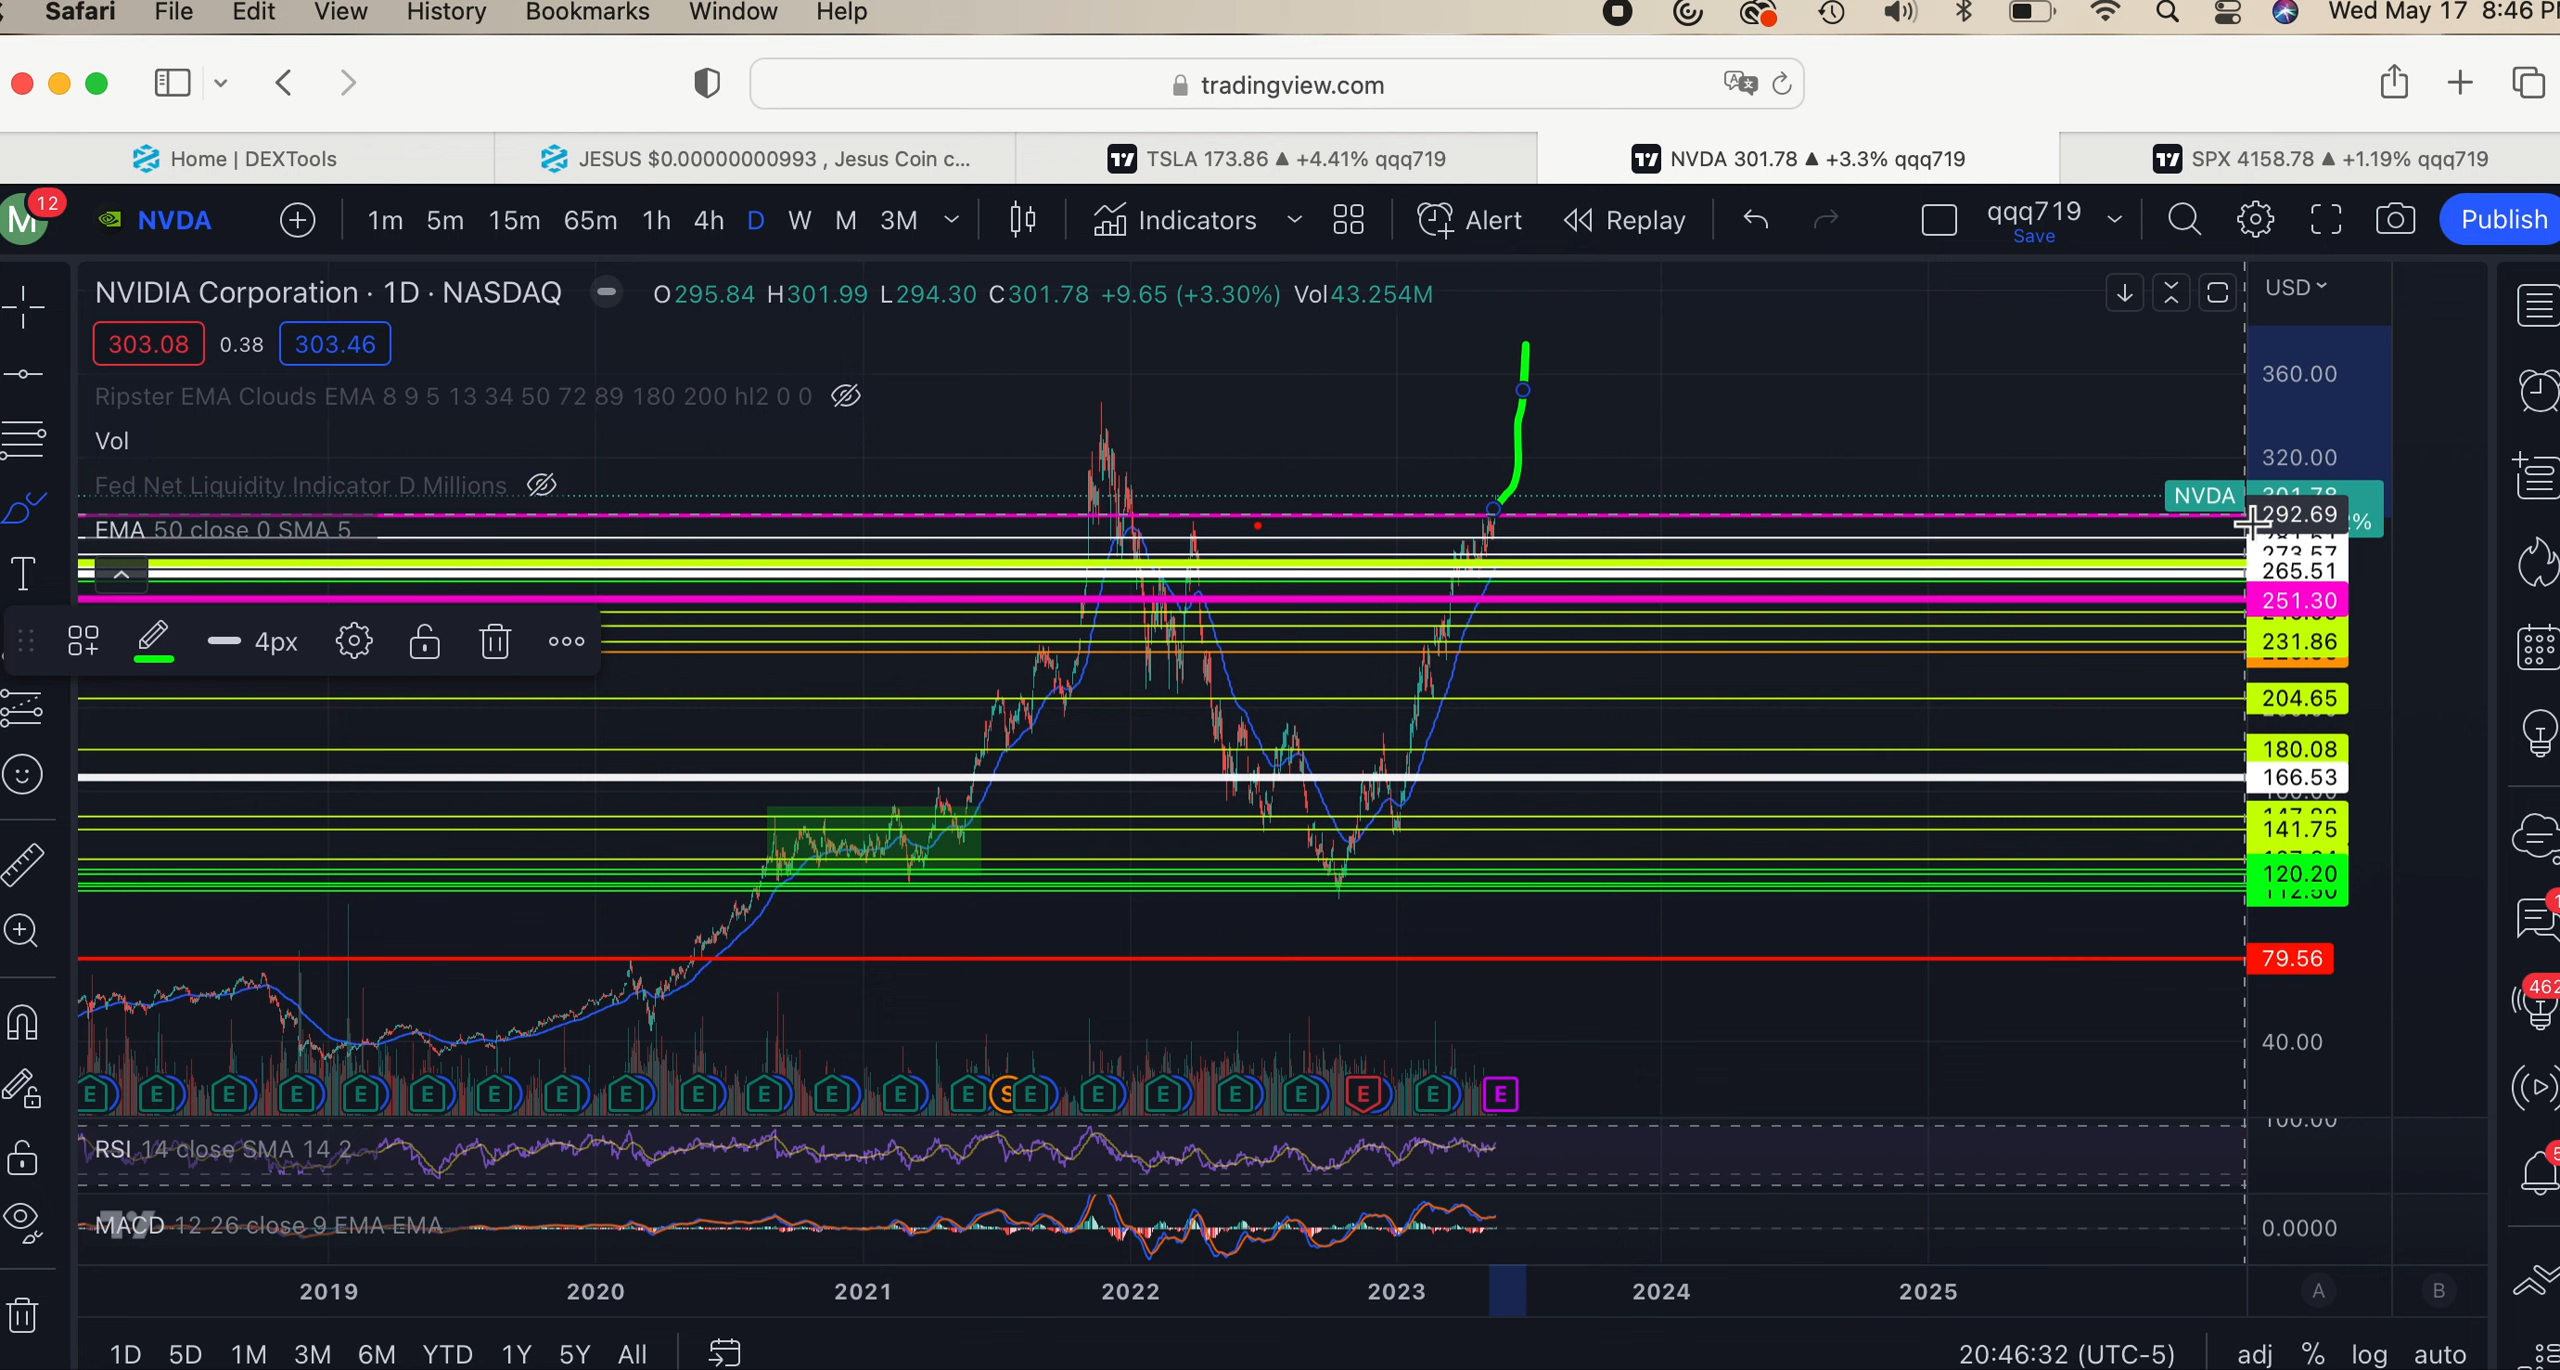 Safari File Edit View History Bookmarks Window Help Wed May 17 8:46 P
tradingview.com
Home | DEXTools
JESUS $0.00000000993 , Jesus Coin c...
TSLA 173.86 ▲ +4.41% qqq719
NVDA 301.78 ▲ +3.3% qqq719
SPX 4158.78 ▲ +1.19% qqq719
M 12 NVDA 1m 5m 15m 65m 1h 4h D W M 3M Indicators Alert Replay qqq719 Publish
Save
NVIDIA Corporation · 1D · NASDAQ O295.84 H301.99 L294.30 C301.78 +9.65 (+3.30%) Vol43.254M
USD
303.08 0.38 303.46
360.00
Ripster EMA Clouds EMA 8 9 5 13 34 50 72 89 180 200 hl2 0 0
Vol
320.00
Fed Net Liquidity Indicator D Millions
NVDA 301.78
292.69 %
EMA 50 close 0 SMA 5
273.57
265.51
251.30
4px
231.86
204.65
180.08
166.53
141.75
120.20
112.50
79.56
462
40.00
E E E E E E E E E E E E E E S E E E E E E E E
100.00
RSI 14 close SMA 14 2
MACD 12 26 close 9 EMA EMA
0.0000
2019 2020 2021 2022 2023 2024 2025 A B
1D 5D 1M 3M 6M YTD 1Y 5Y All 20:46:32 (UTC-5) adj % log auto